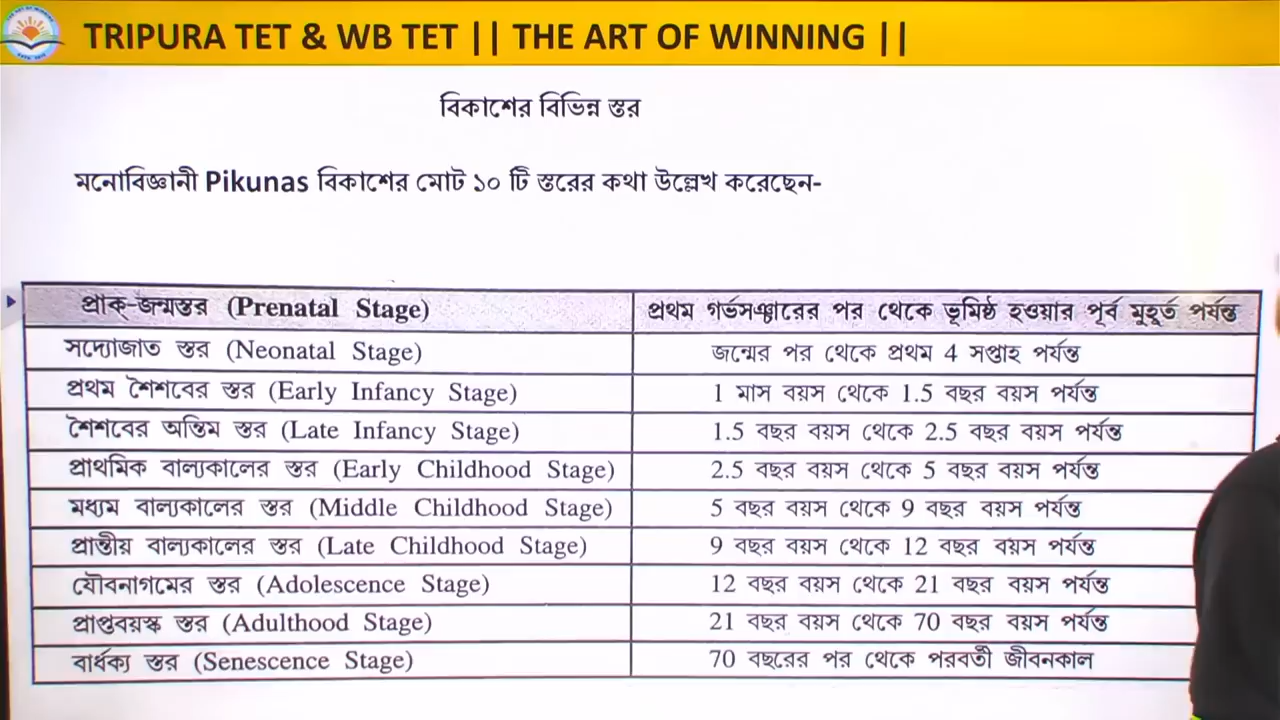 TRIPURA TET & WB TET || THE ART OF WINNING ||
বিকাশের বিভিন্ন স্তর
মনোবিজ্ঞানী Pikunas বিকাশের মোট ১০ টি স্তরের কথা উল্লেখ করেছেন-
প্রাক্-জন্মস্তর (Prenatal Stage) প্রথম গর্ভসঞ্চারের পর থেকে ভূমিষ্ঠ হওয়ার পূর্ব মুহূর্ত পর্যন্ত
সদ্যোজাত স্তর (Neonatal Stage) জন্মের পর থেকে প্রথম 4 সপ্তাহ পর্যন্ত
প্রথম শৈশবের স্তর (Early Infancy Stage) 1 মাস বয়স থেকে 1.5 বছর বয়স পর্যন্ত
শৈশবের অন্তিম স্তর (Late Infancy Stage) 1.5 বছর বয়স থেকে 2.5 বছর বয়স পর্যন্ত
প্রাথমিক বাল্যকালের স্তর (Early Childhood Stage) 2.5 বছর বয়স থেকে 5 বছর বয়স পর্যন্ত
মধ্যম বাল্যকালের স্তর (Middle Childhood Stage) 5 বছর বয়স থেকে 9 বছর বয়স পর্যন্ত
প্রান্তীয় বাল্যকালের স্তর (Late Childhood Stage) 9 বছর বয়স থেকে 12 বছর বয়স পর্যন্ত
যৌবনাগমের স্তর (Adolescence Stage) 12 বছর বয়স থেকে 21 বছর বয়স পর্যন্ত
প্রাপ্তবয়স্ক স্তর (Adulthood Stage) 21 বছর বয়স থেকে 70 বছর বয়স পর্যন্ত
বার্ধক্য স্তর (Senescence Stage) 70 বছরের পর থেকে পরবর্তী জীবনকাল